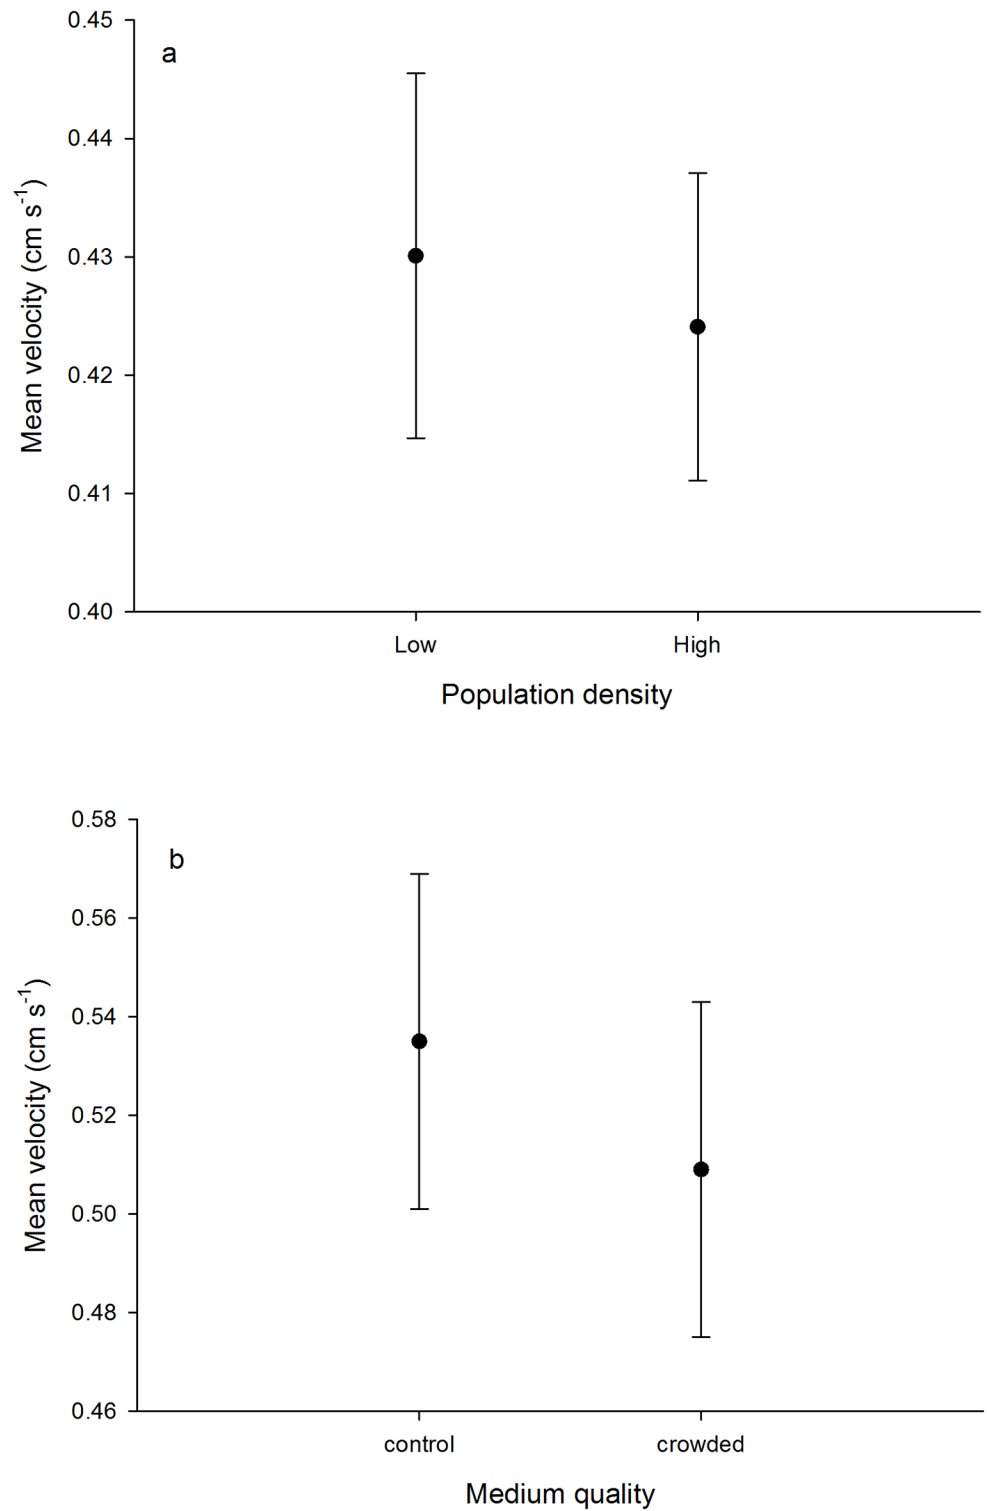 a
0.45
0.44
0.43
0.42
0.41
0.40
Mean velocity (cm s⁻¹)
Low
High
Population density
b
0.58
0.56
0.54
0.52
0.50
0.48
0.46
Mean velocity (cm s⁻¹)
control
crowded
Medium quality